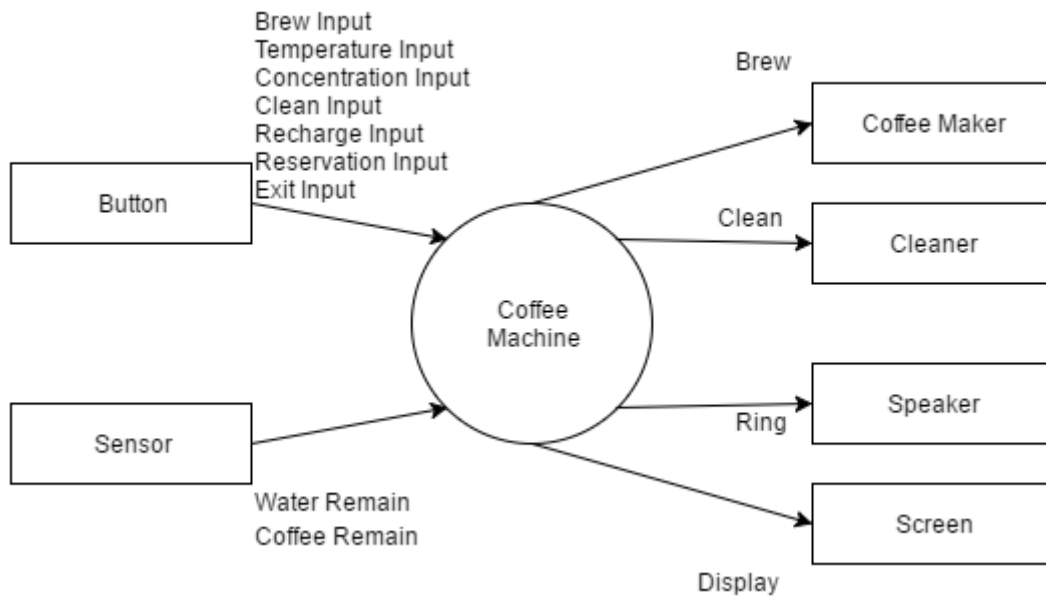 Brew Input
Temperature Input
Concentration Input
Clean Input
Recharge Input
Reservation Input
Exit Input
Button
Sensor
Water Remain
Coffee Remain
Coffee
Machine
Brew
Coffee Maker
Clean
Cleaner
Ring
Speaker
Screen
Display